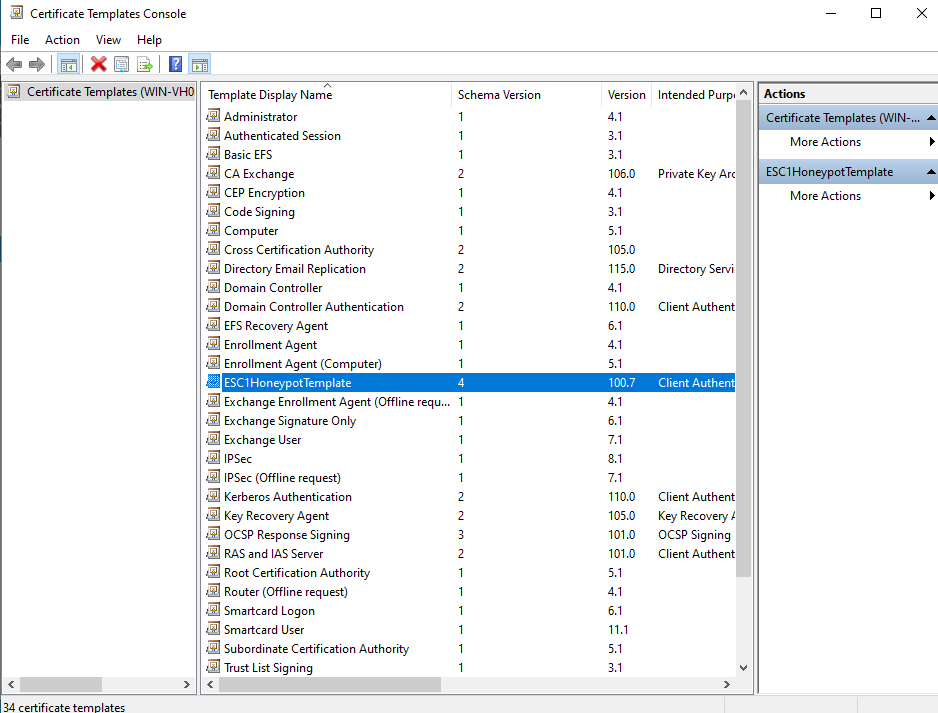 Certificate Templates Console
File Action View Help
Certificate Templates (WIN-VH0
Template Display Name Schema Version Version Intended Purpo
Administrator 1 4.1
Authenticated Session 1 3.1
Basic EFS 1 3.1
CA Exchange 2 106.0 Private Key Arc
CEP Encryption 1 4.1
Code Signing 1 3.1
Computer 1 5.1
Cross Certification Authority 2 105.0
Directory Email Replication 2 115.0 Directory Servi
Domain Controller 1 4.1
Domain Controller Authentication 2 110.0 Client Authent
EFS Recovery Agent 1 6.1
Enrollment Agent 1 4.1
Enrollment Agent (Computer) 1 5.1
ESC1HoneypotTemplate 4 100.7 Client Authent
Exchange Enrollment Agent (Offline requ... 1 4.1
Exchange Signature Only 1 6.1
Exchange User 1 7.1
IPSec 1 8.1
IPSec (Offline request) 1 7.1
Kerberos Authentication 2 110.0 Client Authent
Key Recovery Agent 2 105.0 Key Recovery A
OCSP Response Signing 3 101.0 OCSP Signing
RAS and IAS Server 2 101.0 Client Authent
Root Certification Authority 1 5.1
Router (Offline request) 1 4.1
Smartcard Logon 1 6.1
Smartcard User 1 11.1
Subordinate Certification Authority 1 5.1
Trust List Signing 1 3.1
Actions
Certificate Templates (WIN-...
More Actions
ESC1HoneypotTemplate
More Actions
34 certificate templates